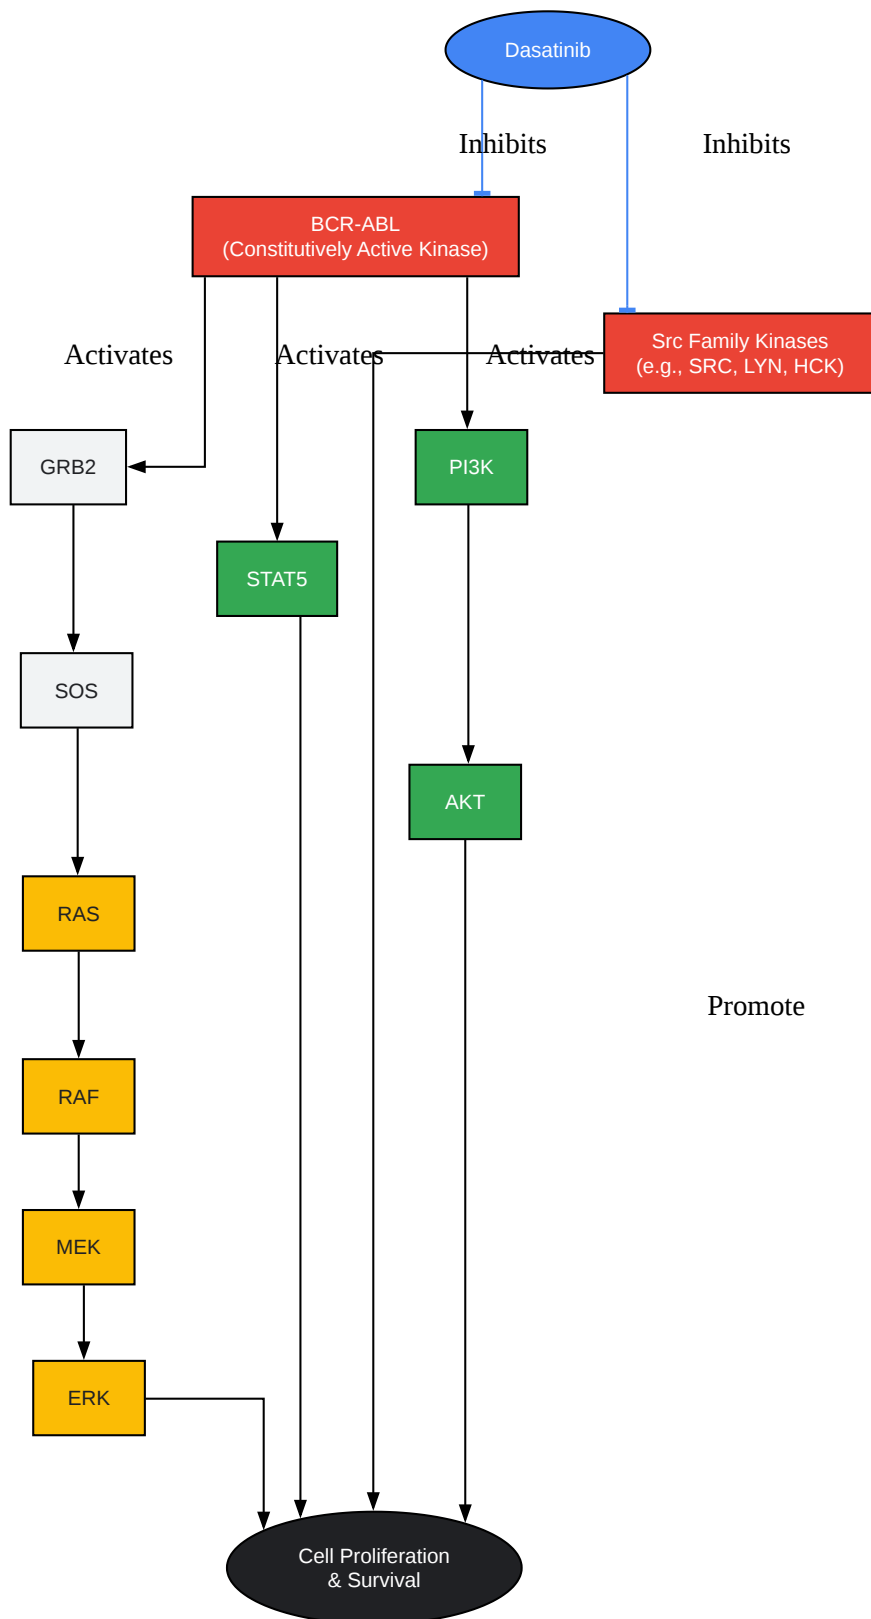 Dasatinib
Inhibits
Inhibits
BCR-ABL
(Constitutively Active Kinase)
Src Family Kinases
(e.g., SRC, LYN, HCK)
Activates
Activates
Activates
GRB2
PI3K
STAT5
SOS
AKT
RAS
Promote
RAF
MEK
ERK
Cell Proliferation
& Survival